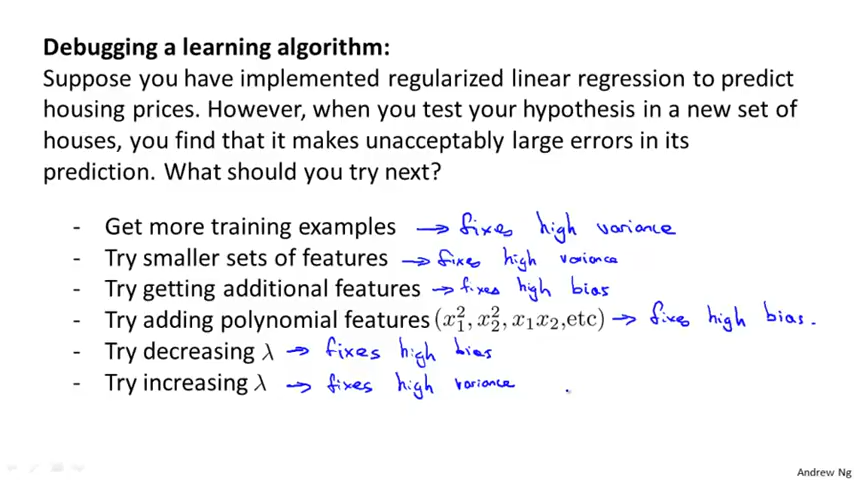 Debugging a learning algorithm:
Suppose you have implemented regularized linear regression to predict
housing prices. However, when you test your hypothesis in a new set of
houses, you find that it makes unacceptably large errors in its
prediction. What should you try next?
- Get more training examples → fixes high variance
- Try smaller sets of features → fixes high variance
- Try getting additional features → fixes high bias
- Try adding polynomial features (x₁², x₂², x₁x₂, etc) → fixes high bias.
- Try decreasing λ → fixes high bias
- Try increasing λ → fixes high variance
Andrew Ng